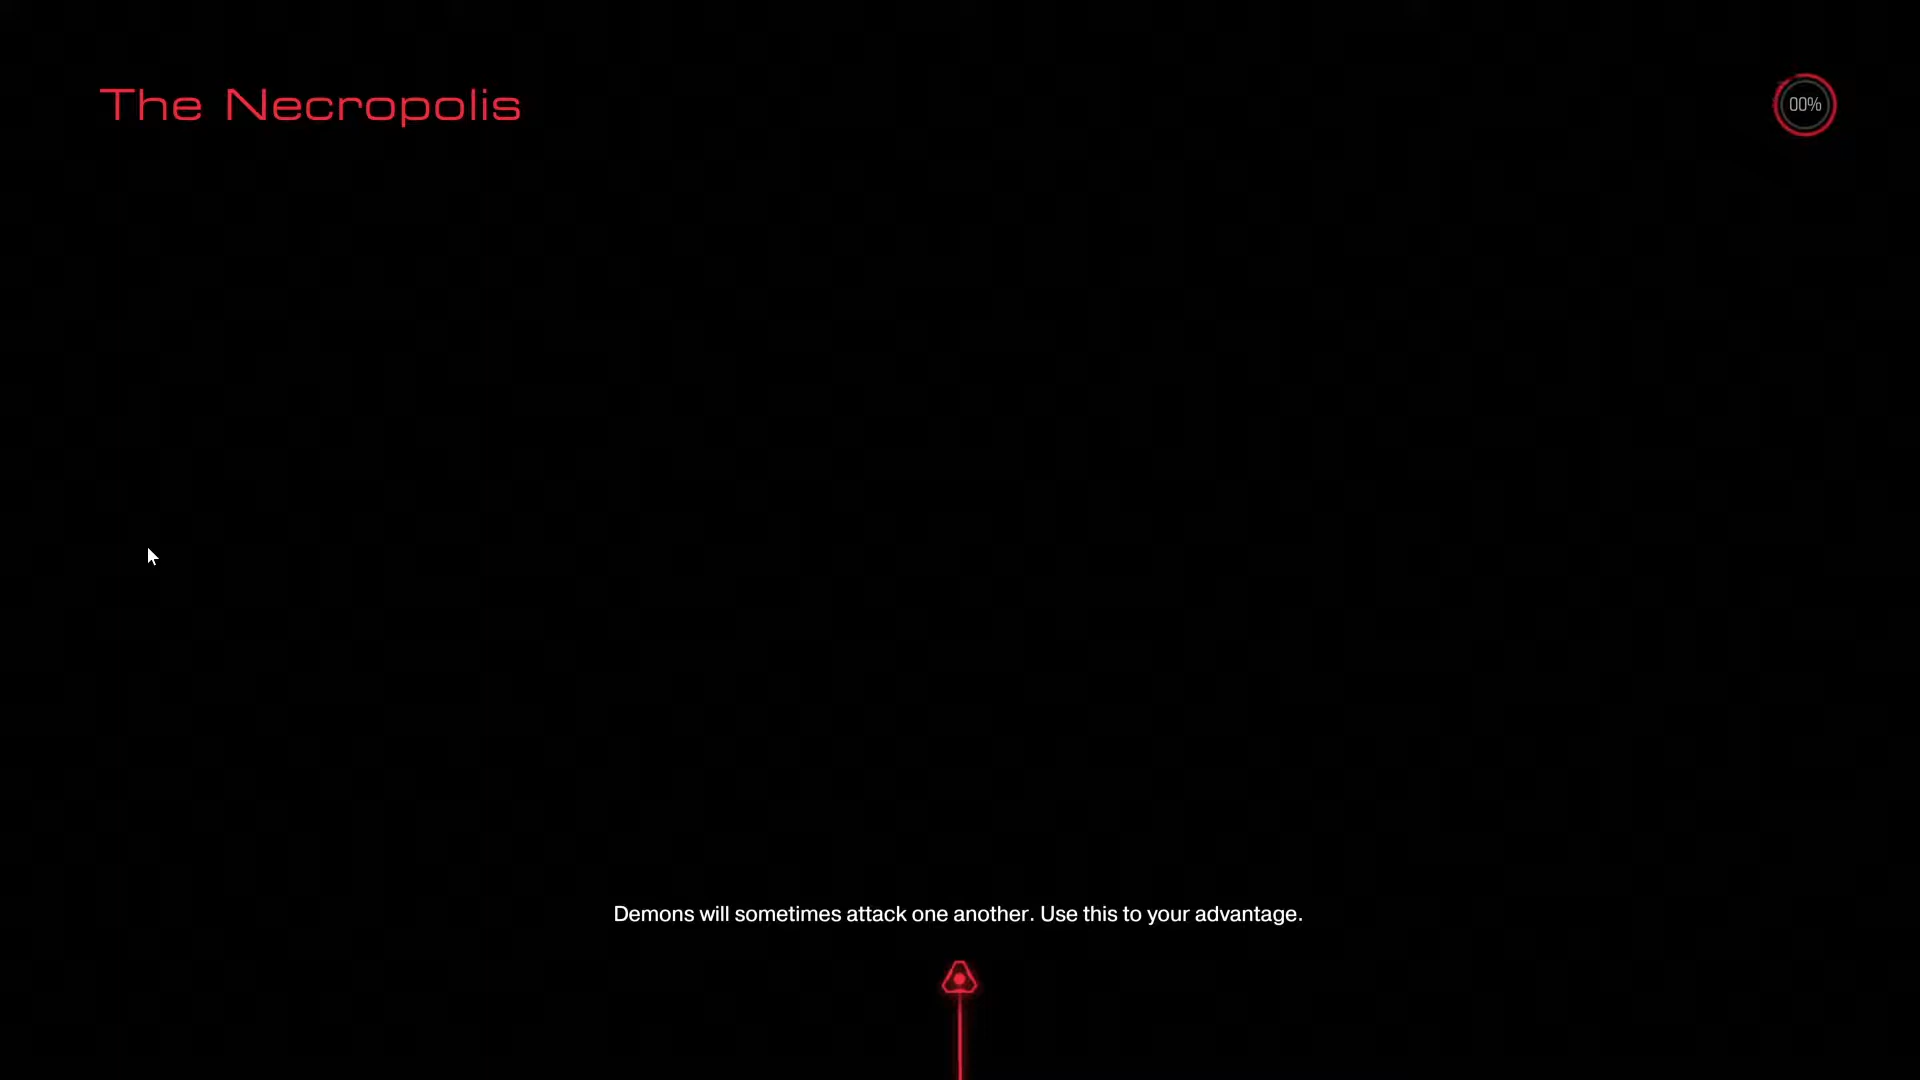 The Necropolis
00%
Demons will sometimes attack one another. Use this to your advantage.